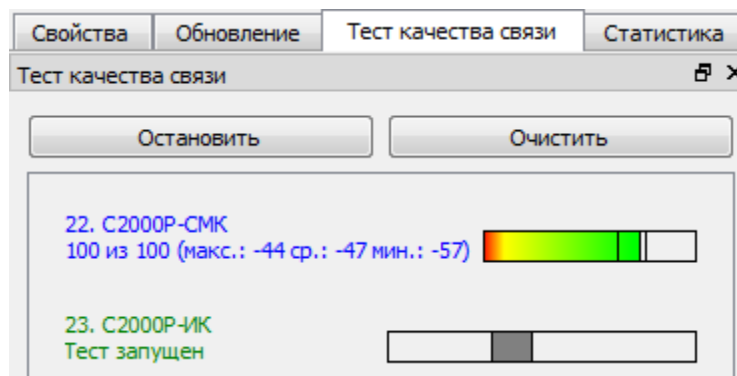 Свойства Обновление Тест качества связи Статистика
Тест качества связи
Остановить Очистить
22. С2000Р-СМК
100 из 100 (макс.: -44 ср.: -47 мин.: -57)
23. С2000Р-ИК
Тест запущен